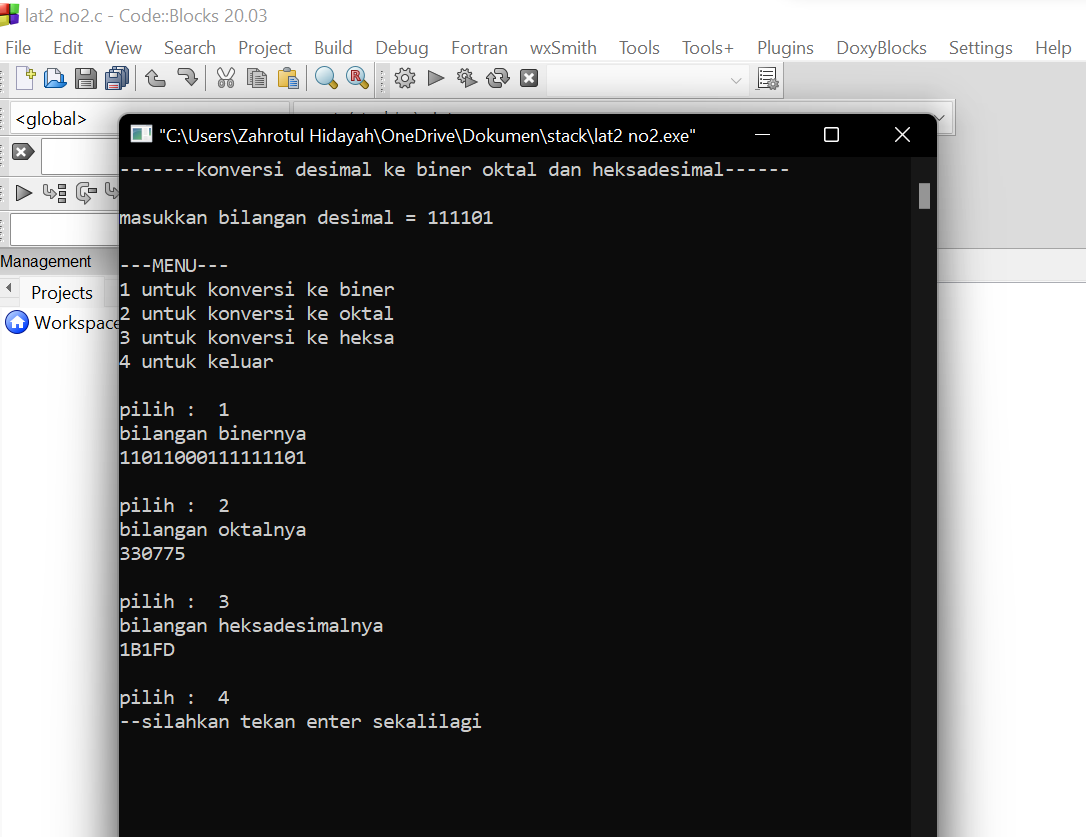 lat2 no2.c - Code::Blocks 20.03
File Edit View Search Project Build Debug Fortran wxSmith Tools Tools+ Plugins DoxyBlocks Settings Help
<global>
"C:\Users\Zahrotul Hidayah\OneDrive\Dokumen\stack\lat2 no2.exe"
Management
Projects
Workspace
-------konversi desimal ke biner oktal dan heksadesimal------
masukkan bilangan desimal = 111101
---MENU---
1 untuk konversi ke biner
2 untuk konversi ke oktal
3 untuk konversi ke heksa
4 untuk keluar
pilih :  1
bilangan binernya
11011000111111101
pilih :  2
bilangan oktalnya
330775
pilih :  3
bilangan heksadesimalnya
1B1FD
pilih :  4
--silahkan tekan enter sekalilagi